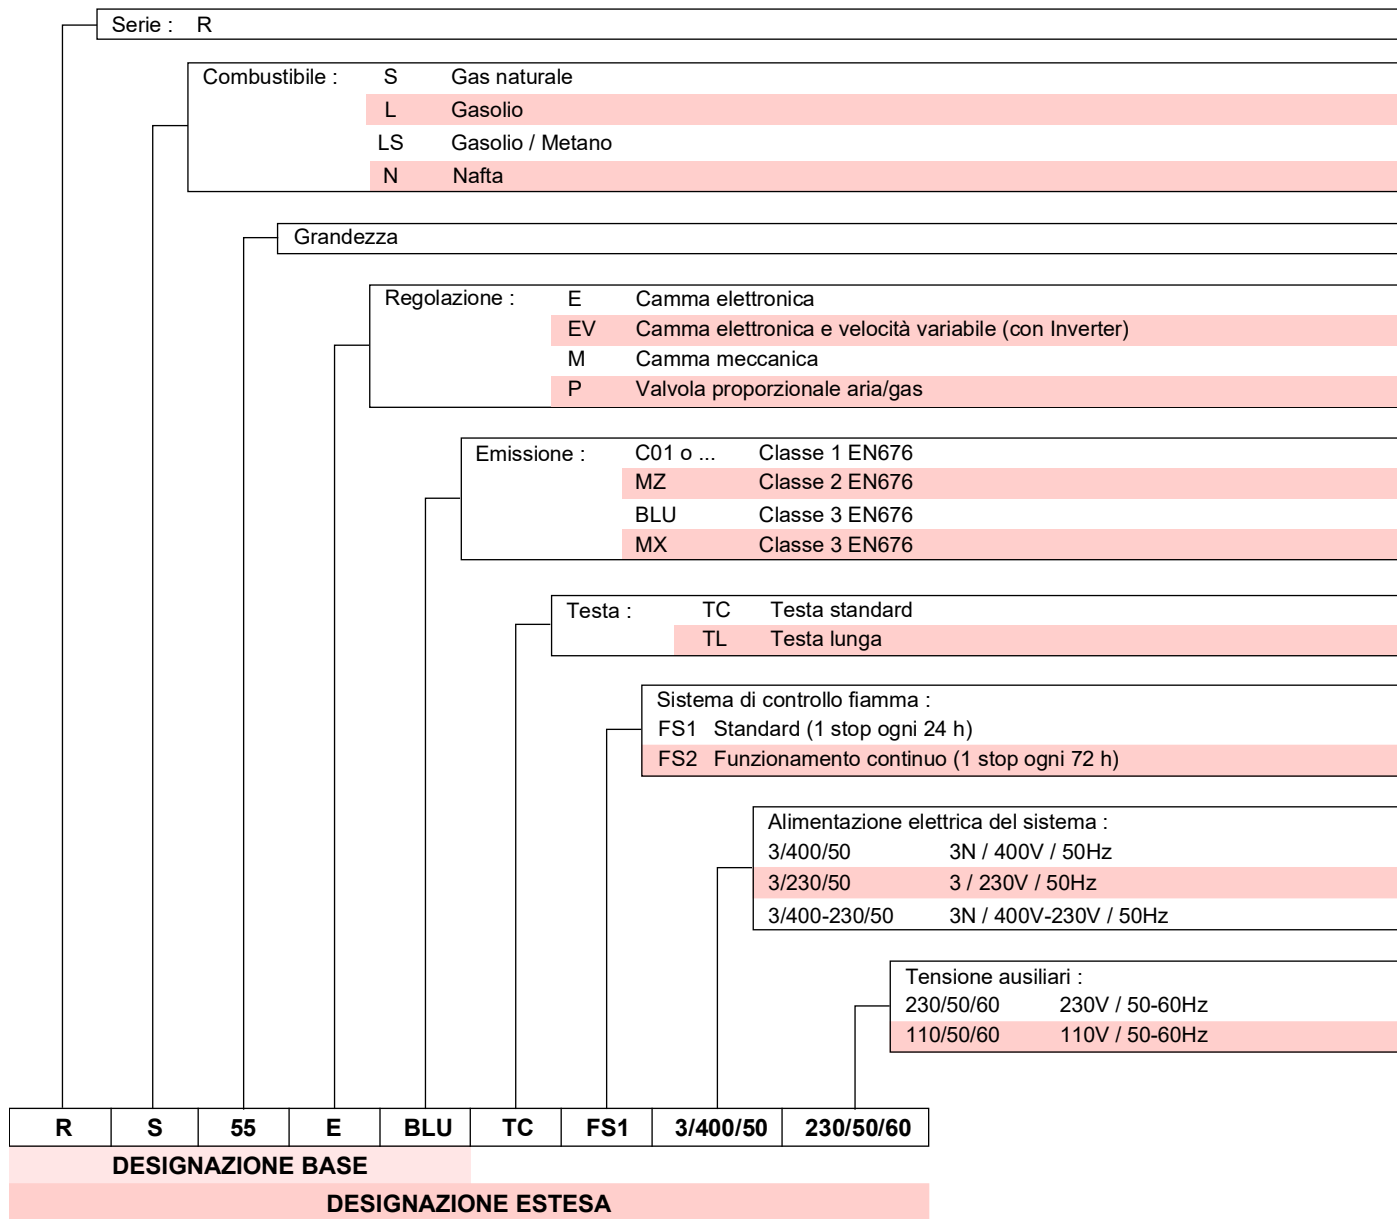 Serie : R
Combustibile : S Gas naturale
L Gasolio
LS Gasolio / Metano
N Nafta
Grandezza
Regolazione : E Camma elettronica
EV Camma elettronica e velocità variabile (con Inverter)
M Camma meccanica
P Valvola proporzionale aria/gas
Emissione : C01 o ... Classe 1 EN676
MZ Classe 2 EN676
BLU Classe 3 EN676
MX Classe 3 EN676
Testa : TC Testa standard
TL Testa lunga
Sistema di controllo fiamma :
FS1 Standard (1 stop ogni 24 h)
FS2 Funzionamento continuo (1 stop ogni 72 h)
Alimentazione elettrica del sistema :
3/400/50 3N / 400V / 50Hz
3/230/50 3 / 230V / 50Hz
3/400-230/50 3N / 400V-230V / 50Hz
Tensione ausiliari :
230/50/60 230V / 50-60Hz
110/50/60 110V / 50-60Hz
R S 55 E BLU TC FS1 3/400/50 230/50/60
DESIGNAZIONE BASE
DESIGNAZIONE ESTESA